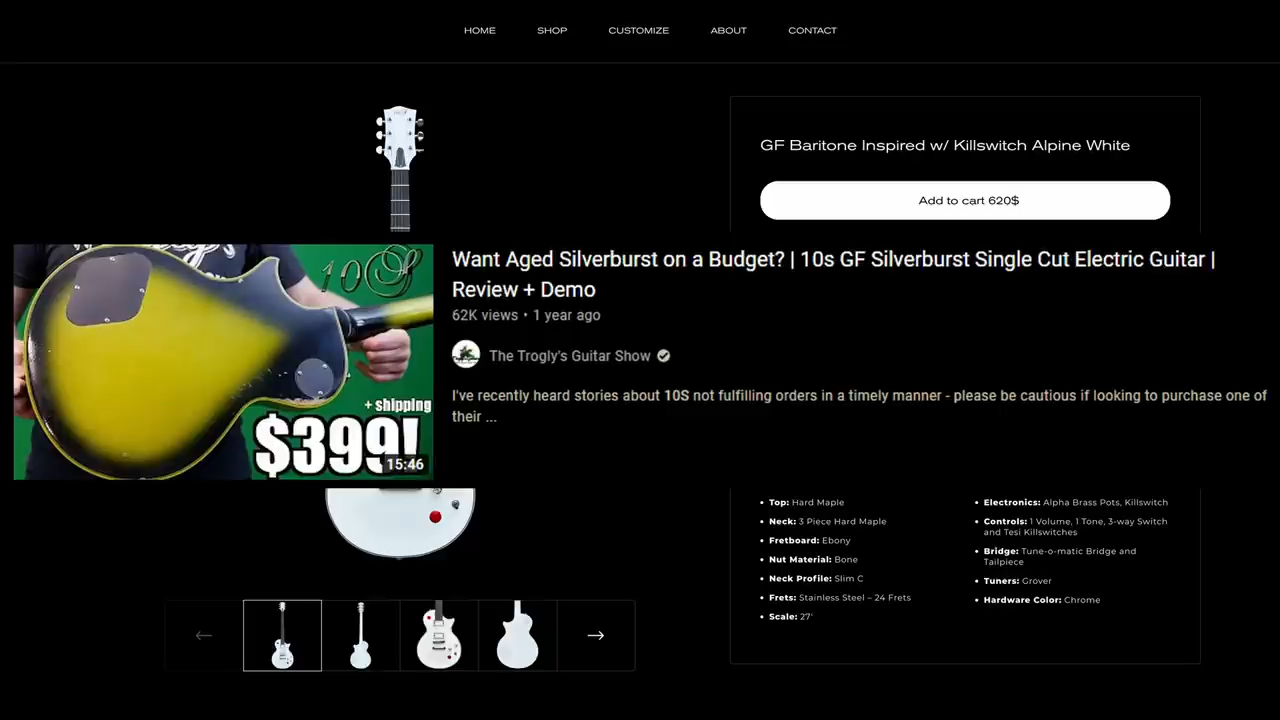 HOME SHOP CUSTOMIZE ABOUT CONTACT
GF Baritone Inspired w/ Killswitch Alpine White
Add to cart 620$
10S
+ shipping
$399!
15:46
Want Aged Silverburst on a Budget? | 10s GF Silverburst Single Cut Electric Guitar |
Review + Demo
62K views • 1 year ago
The Trogly's Guitar Show
I've recently heard stories about 10S not fulfilling orders in a timely manner - please be cautious if looking to purchase one of
their ...
• Top: Hard Maple
• Neck: 3 Piece Hard Maple
• Fretboard: Ebony
• Nut Material: Bone
• Neck Profile: Slim C
• Frets: Stainless Steel – 24 Frets
• Scale: 27'
• Electronics: Alpha Brass Pots, Killswitch
• Controls: 1 Volume, 1 Tone, 3-way Switch
and Tesi Killswitches
• Bridge: Tune-o-matic Bridge and
Tailpiece
• Tuners: Grover
• Hardware Color: Chrome